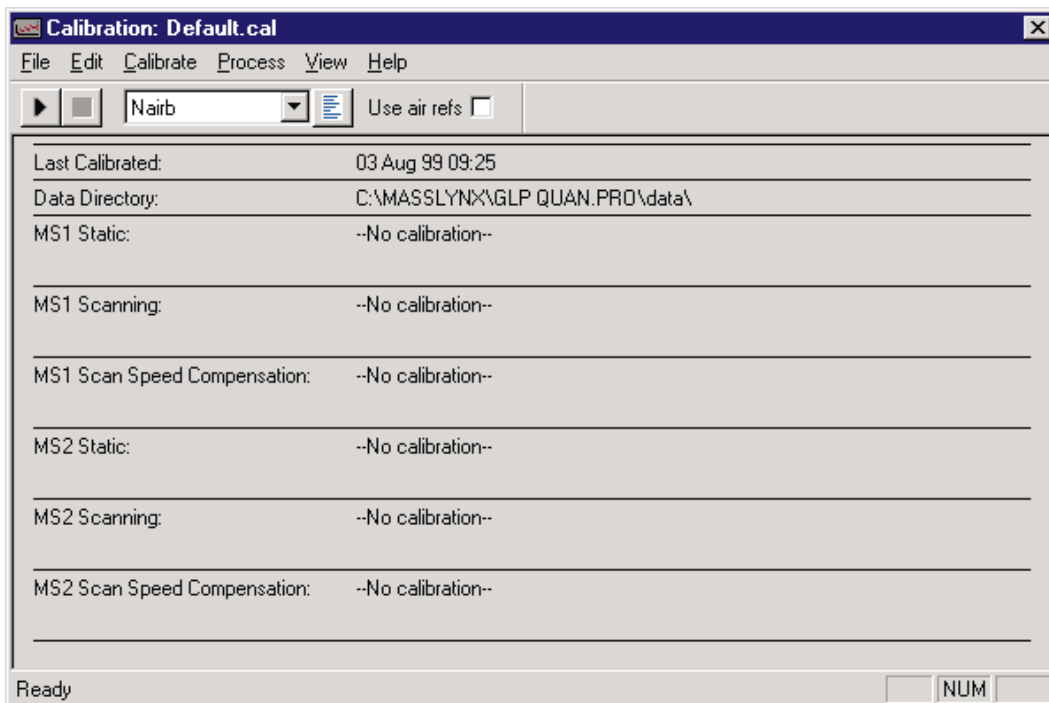 Calibration: Default.cal
File Edit Calibrate Process View Help
Nairb Use air refs
Last Calibrated: 03 Aug 99 09:25
Data Directory: C:\MASSLYNX\GLP QUAN.PRO\data\
MS1 Static: --No calibration--
MS1 Scanning: --No calibration--
MS1 Scan Speed Compensation: --No calibration--
MS2 Static: --No calibration--
MS2 Scanning: --No calibration--
MS2 Scan Speed Compensation: --No calibration--
Ready NUM